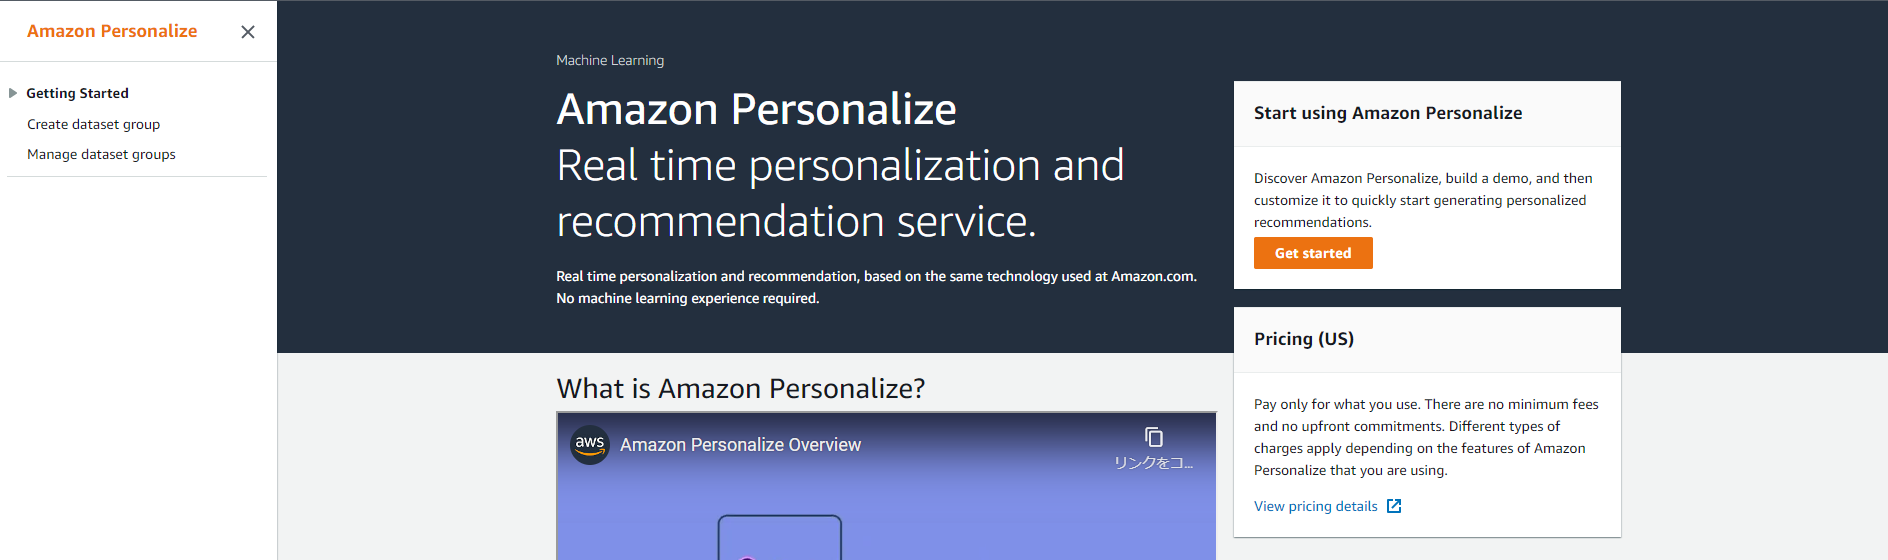 Amazon Personalize
Getting Started
Create dataset group
Manage dataset groups
Machine Learning
Amazon Personalize
Real time personalization and
recommendation service.
Real time personalization and recommendation, based on the same technology used at Amazon.com.
No machine learning experience required.
Start using Amazon Personalize
Discover Amazon Personalize, build a demo, and then
customize it to quickly start generating personalized
recommendations.
Get started
Pricing (US)
Pay only for what you use. There are no minimum fees
and no upfront commitments. Different types of
charges apply depending on the features of Amazon
Personalize that you are using.
View pricing details
What is Amazon Personalize?
aws
Amazon Personalize Overview
リンクをコ...